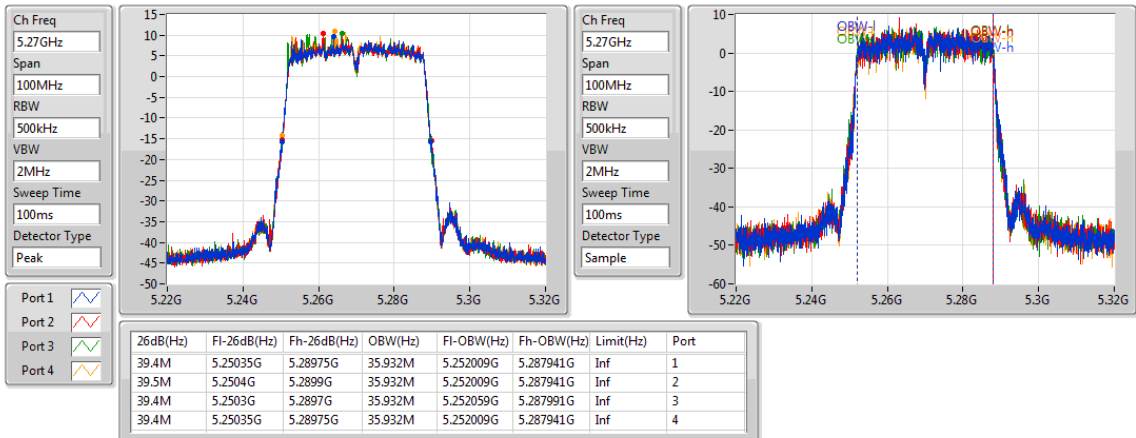 Ch Freq
5.27GHz
Span
100MHz
RBW
500kHz
VBW
2MHz
Sweep Time
100ms
Detector Type
Peak
15
10
5
0
-5
-10
-15
-20
-25
-30
-35
-40
-45
-50
5.22G 5.24G 5.26G 5.28G 5.3G 5.32G
Ch Freq
5.27GHz
Span
100MHz
RBW
500kHz
VBW
2MHz
Sweep Time
100ms
Detector Type
Sample
10
0
-10
-20
-30
-40
-50
-60
OBW-l OBW-h
OBW-h
5.22G 5.24G 5.26G 5.28G 5.3G 5.32G
Port 1
Port 2
Port 3
Port 4
26dB(Hz) Fl-26dB(Hz) Fh-26dB(Hz) OBW(Hz) Fl-OBW(Hz) Fh-OBW(Hz) Limit(Hz) Port
39.4M 5.25035G 5.28975G 35.932M 5.252009G 5.287941G Inf 1
39.5M 5.2504G 5.2899G 35.932M 5.252009G 5.287941G Inf 2
39.4M 5.2503G 5.2897G 35.932M 5.252059G 5.287991G Inf 3
39.4M 5.25035G 5.28975G 35.932M 5.252009G 5.287941G Inf 4